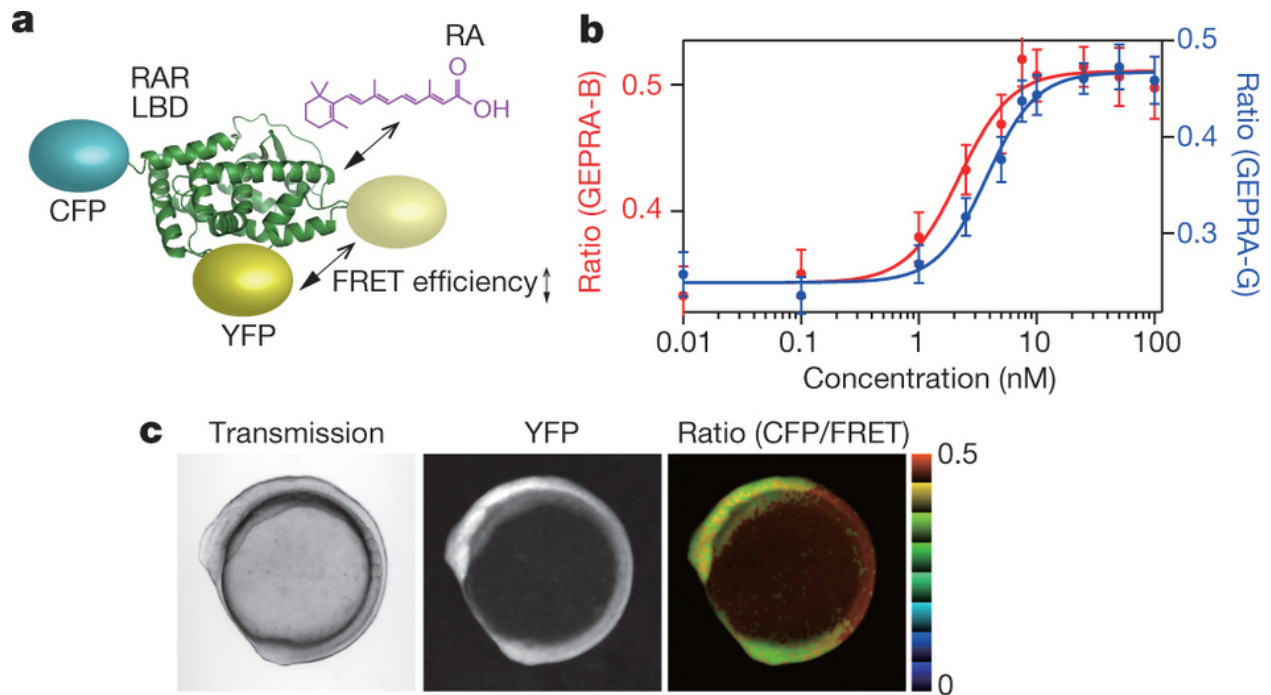 a
RA
O
OH
RAR
LBD
CFP
YFP
FRET efficiency
b
Ratio (GEPRA-B)
0.5
0.4
0.5
0.4
0.3
Ratio (GEPRA-G)
0.01 0.1 1 10 100
Concentration (nM)
c
Transmission YFP Ratio (CFP/FRET)
0.5
0